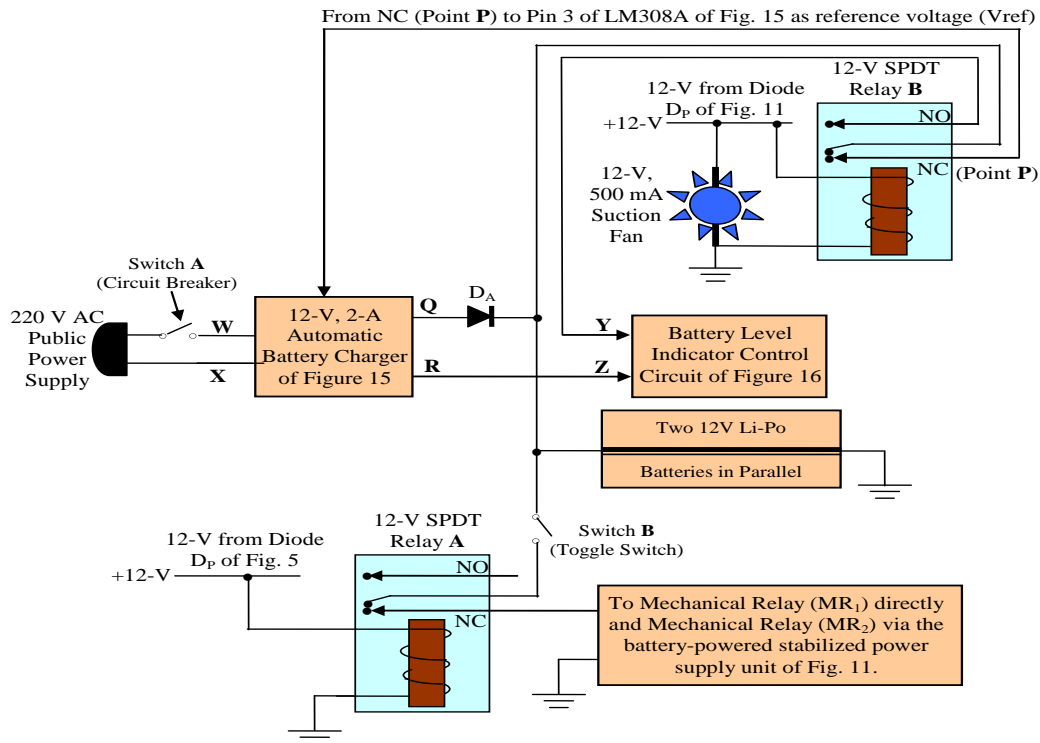 From NC (Point P) to Pin 3 of LM308A of Fig. 15 as reference voltage (Vref)
12-V SPDT
Relay B
12-V from Diode
DP of Fig. 11
+12-V
NO
NC
(Point P)
12-V,
500 mA
Suction
Fan
Switch A
(Circuit Breaker)
220 V AC
Public
Power
Supply
W
X
12-V, 2-A
Automatic
Battery Charger
of Figure 15
Q
R
DA
Y
Z
Battery Level
Indicator Control
Circuit of Figure 16
Two 12V Li-Po
Batteries in Parallel
Switch B
(Toggle Switch)
12-V SPDT
Relay A
12-V from Diode
DP of Fig. 5
+12-V
NO
NC
To Mechanical Relay (MR1) directly
and Mechanical Relay (MR2) via the
battery-powered stabilized power
supply unit of Fig. 11.